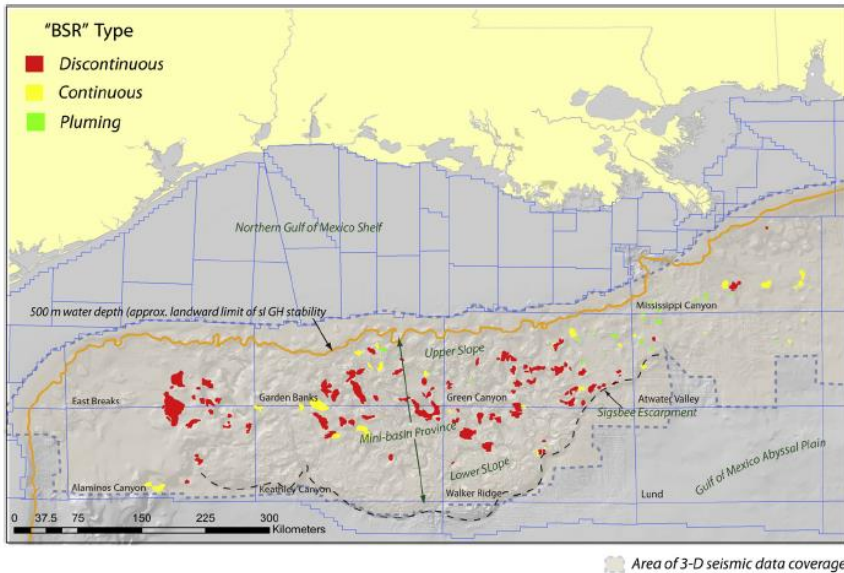 "BSR" Type
Discontinuous
Continuous
Pluming
Northern Gulf of Mexico Shelf
500 m water depth (approx. landward limit of sI GH stability
Mississippi Canyon
Upper Slope
East Breaks
Garden Banks
Green Canyon
Atwater Valley
Sigsbee Escarpment
Mini-basin Province
Gulf of Mexico Abyssal Plain
Lower SLope
Alaminos Canyon
Keathley Canyon
Walker Ridge
Lund
0 37.5 75 150 225 300
Kilometers
Area of 3-D seismic data coverage